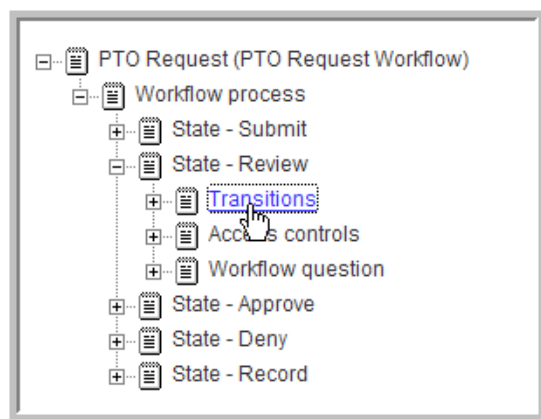 PTO Request (PTO Request Workflow)
Workflow process
State - Submit
State - Review
Transitions
Access controls
Workflow question
State - Approve
State - Deny
State - Record